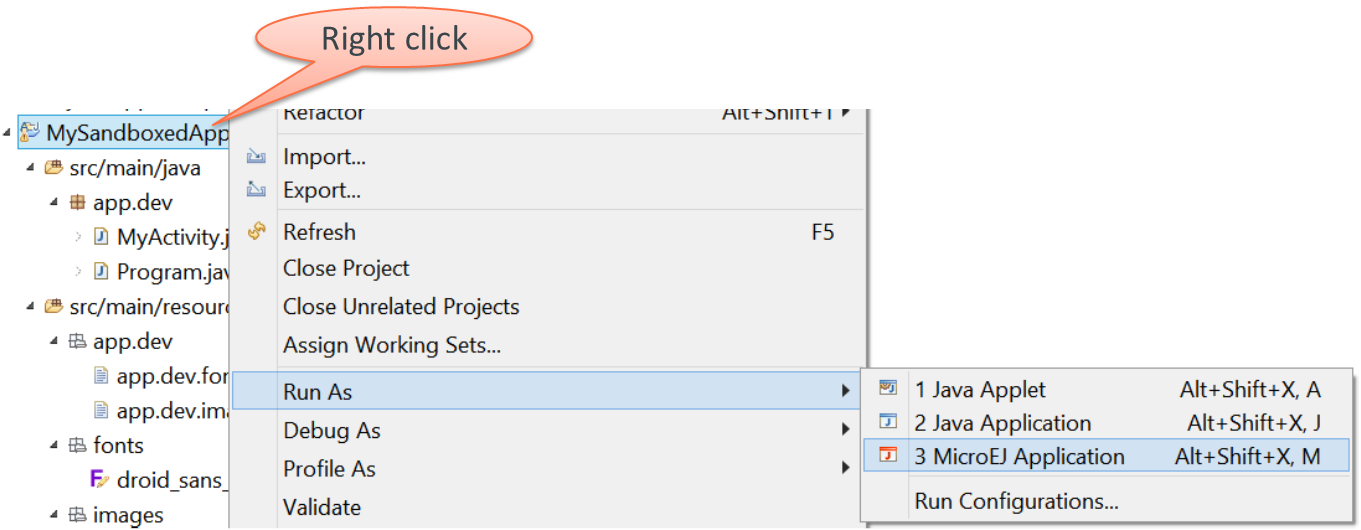 Right click
Refactor Alt+Shift+T
MySandboxedApp
Import...
src/main/java
Export...
app.dev
Refresh F5
MyActivity.j
Close Project
Program.jav
Close Unrelated Projects
src/main/resourc
Assign Working Sets...
app.dev
app.dev.for
Run As
1 Java Applet Alt+Shift+X, A
app.dev.ima
2 Java Application Alt+Shift+X, J
Debug As
fonts
3 MicroEJ Application Alt+Shift+X, M
Profile As
droid_sans_
Run Configurations...
Validate
images